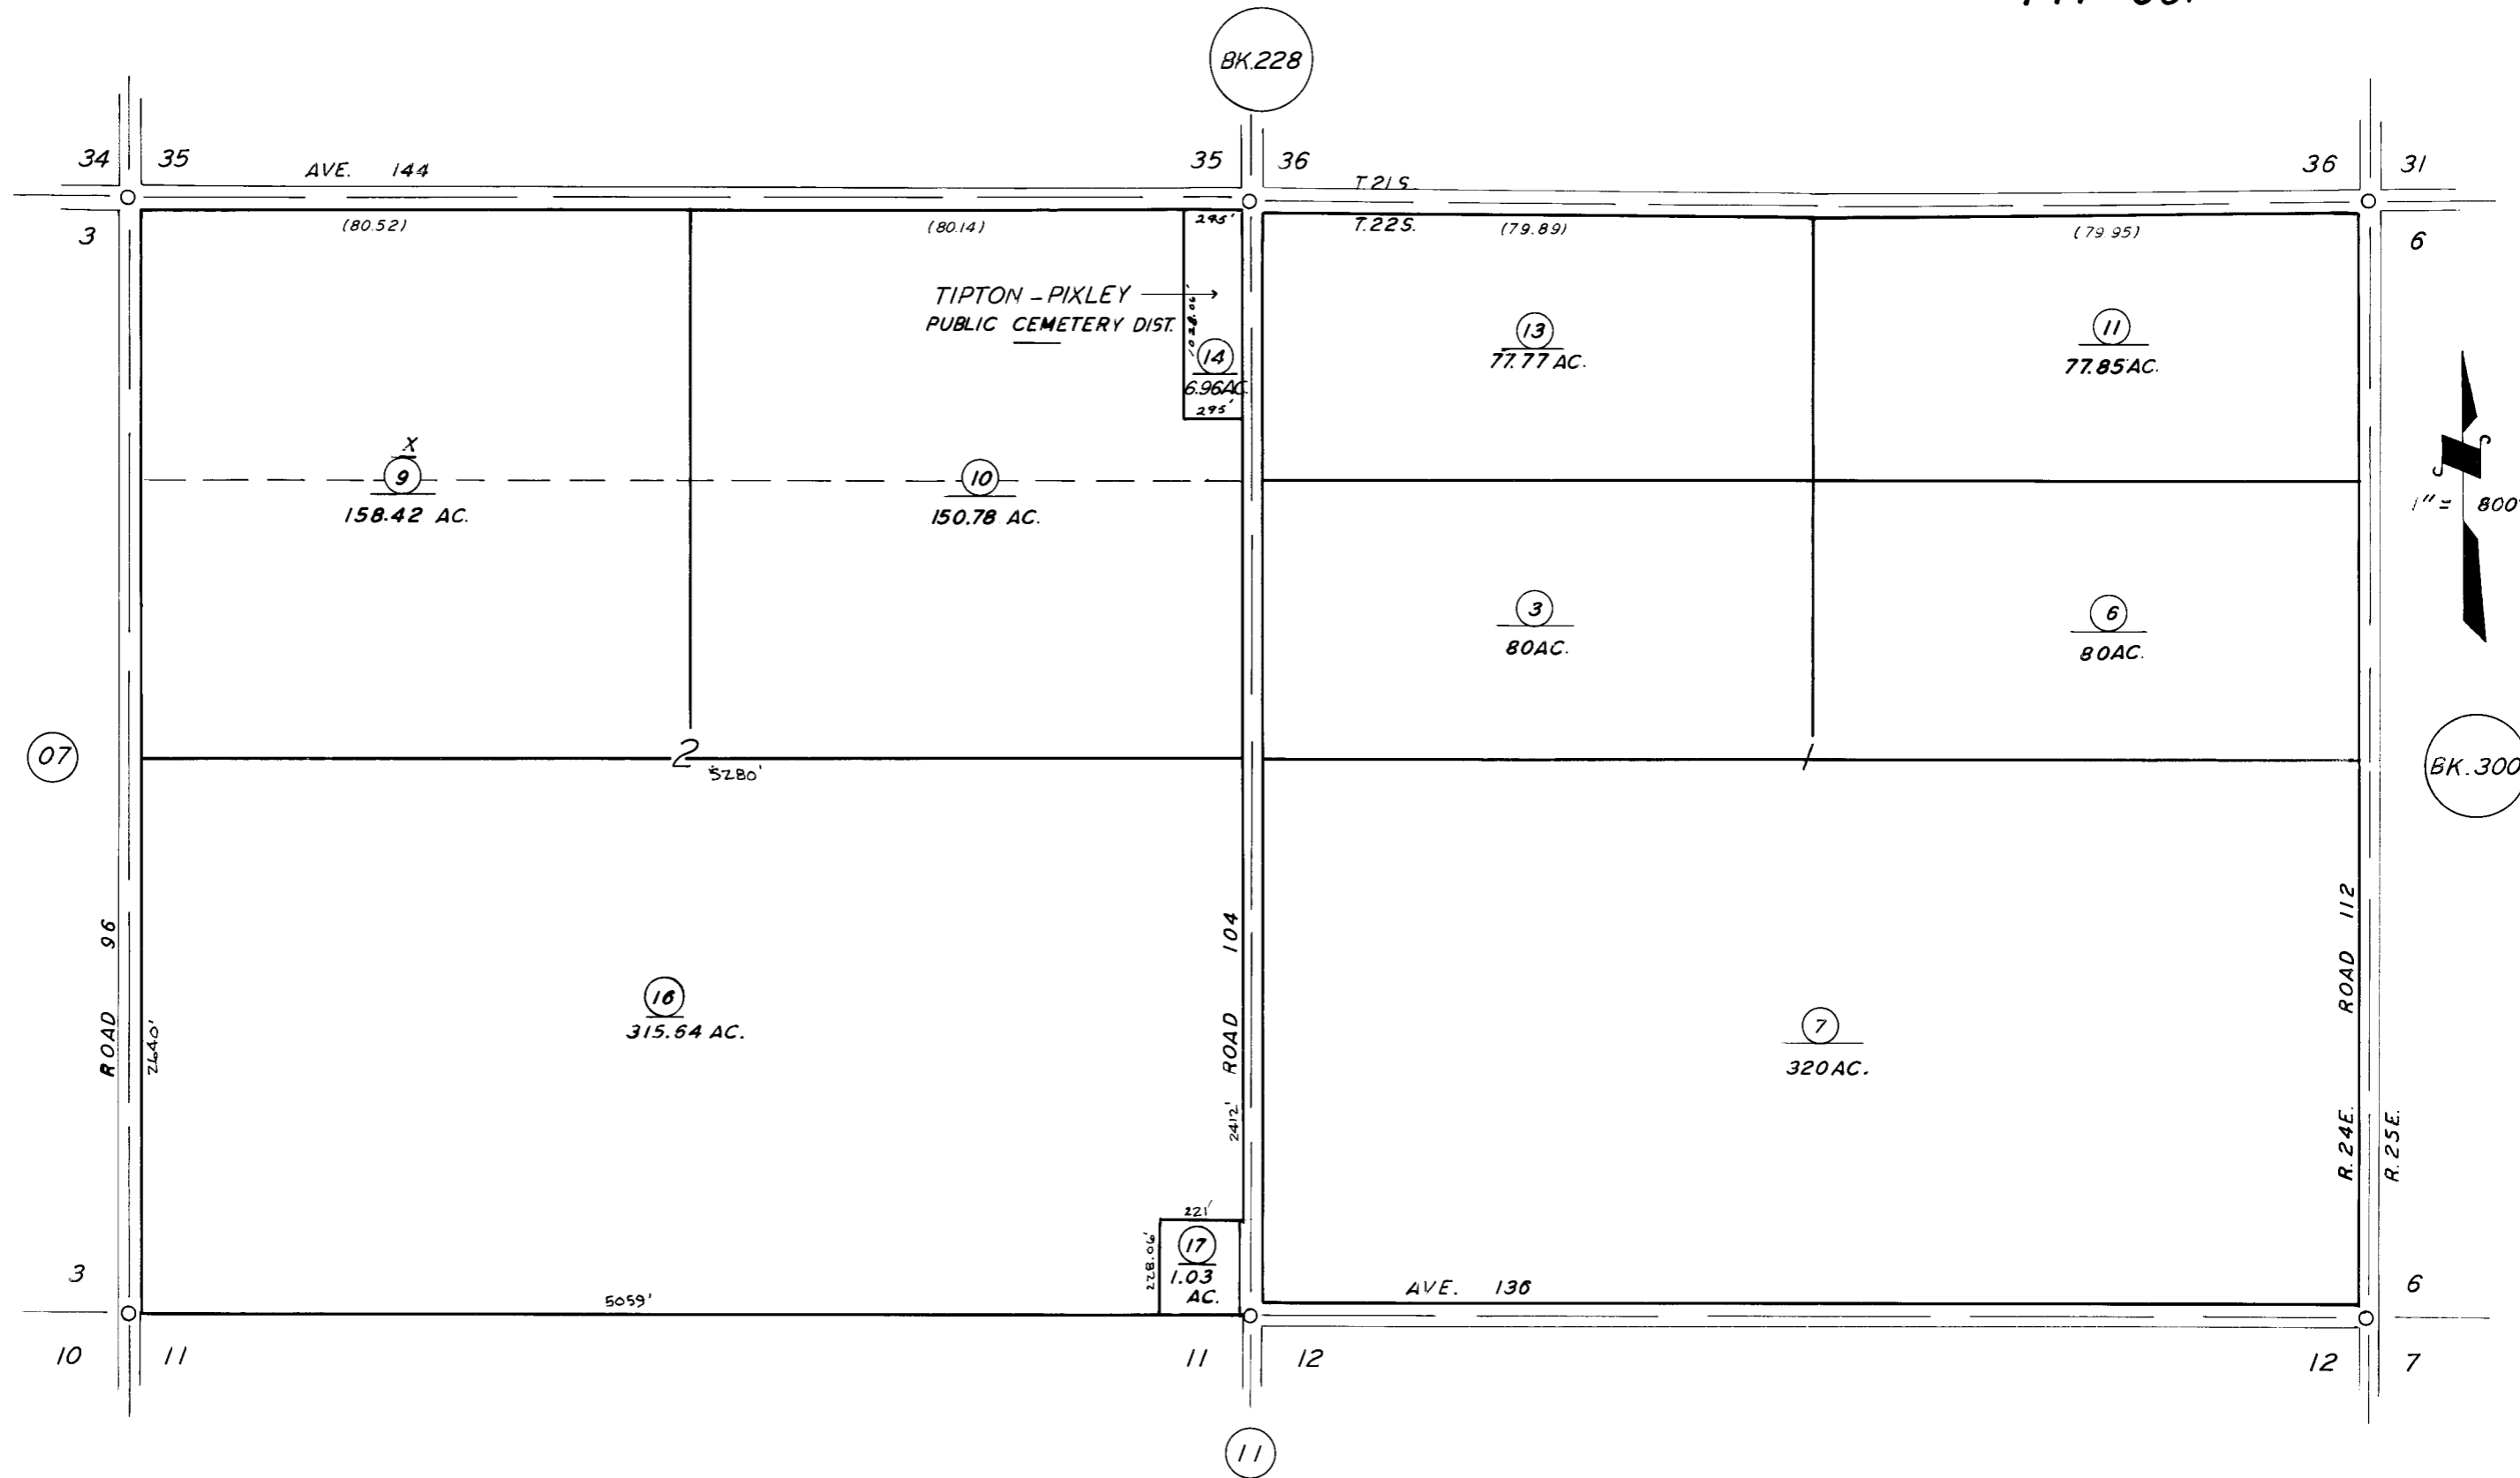 BK.228
34 35
35 36
36 31
AVE. 144
T.21S.
T.22S.
3
(80.52)
(80.14)
295'
(79.89)
(79.95)
6
TIPTON - PIXLEY
PUBLIC CEMETERY DIST.
1028.06'
14
6.96AC.
295'
13
77.77 AC.
11
77.85 AC.
X
9
158.42 AC.
10
150.78 AC.
1" = 800'
3
80AC.
6
80AC.
07
2
5280'
1
BK.300
ROAD 96
2640'
16
315.64 AC.
ROAD 104
2412'
7
320AC.
ROAD 112
R.24E.
R.25E.
221'
228.06'
17
1.03
AC.
3
5059'
AVE. 136
6
10 11
11 12
12 7
11